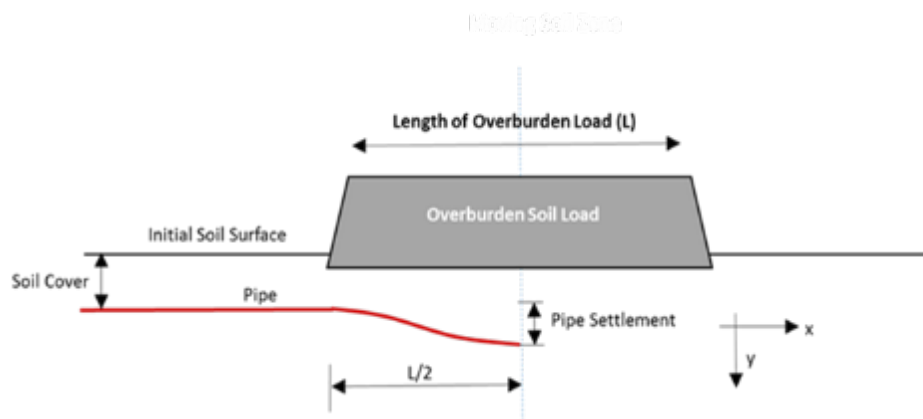 Length of Overburden Load (L)
Overburden Soil Load
Initial Soil Surface
Soil Cover
Pipe
Pipe Settlement
x
y
L/2